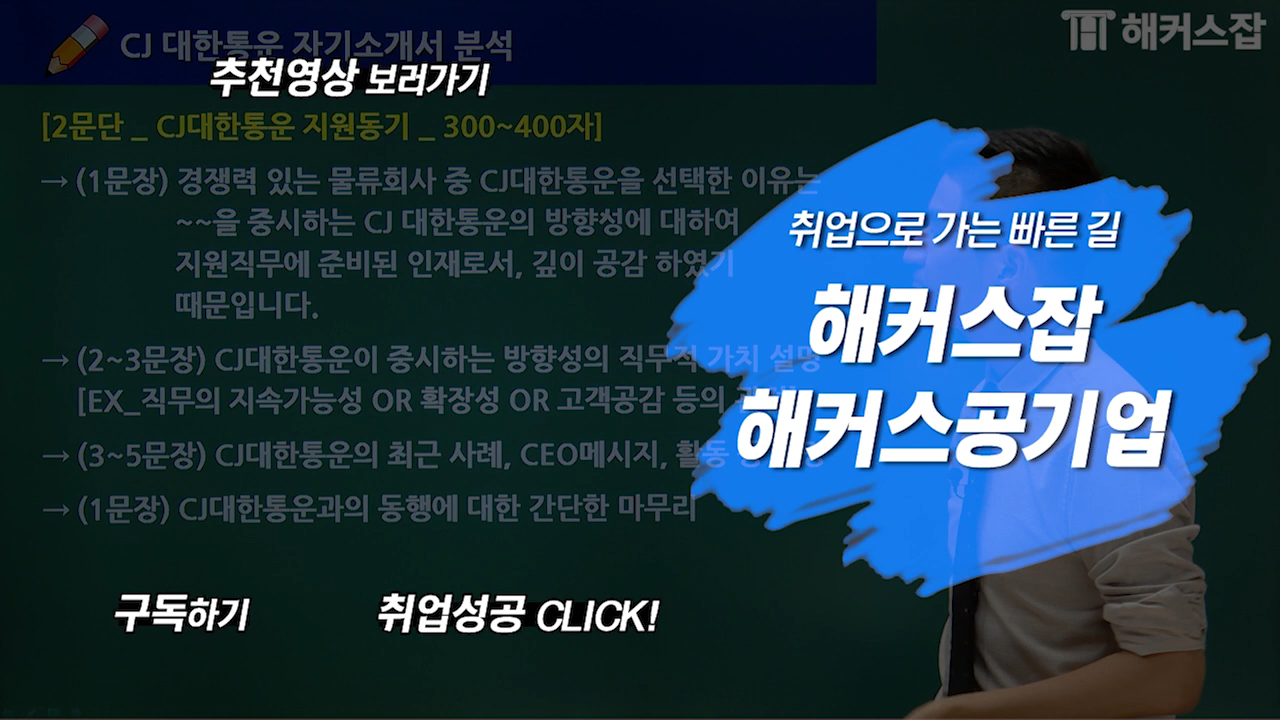 CJ 대한통운 자기소개서 분석
해커스잡
추천영상 보러가기
[2문단 _ CJ대한통운 지원동기 _ 300~400자]
→ (1문장) 경쟁력 있는 물류회사 중 CJ대한통운을 선택한 이유는
~~을 중시하는 CJ 대한통운의 방향성에 대하여
지원직무에 준비된 인재로서, 깊이 공감 하였기
때문입니다.
→ (2~3문장) CJ대한통운이 중시하는 방향성의 직무적 가치 설명
[EX_직무의 지속가능성 OR 확장성 OR 고객공감 등의
→ (3~5문장) CJ대한통운의 최근 사례, CEO메시지, 활동
→ (1문장) CJ대한통운과의 동행에 대한 간단한 마무리
취업으로 가는 빠른 길
해커스잡
해커스공기업
구독하기
취업성공 CLICK!